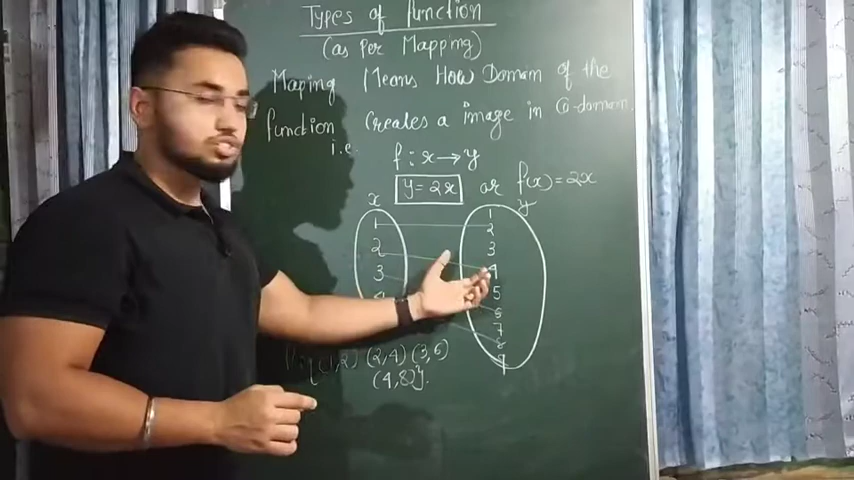 Types of function
(as Per Mapping)
Maping Means How Domain of the
function Creates a image in Co-domain
i.e. f : x → y
y = 2x or f(x) = 2x
x y
1 1
2 2
3 3
4 4
5
6
7
8
9
(1,2) (2,4) (3,6)
(4,8)}.